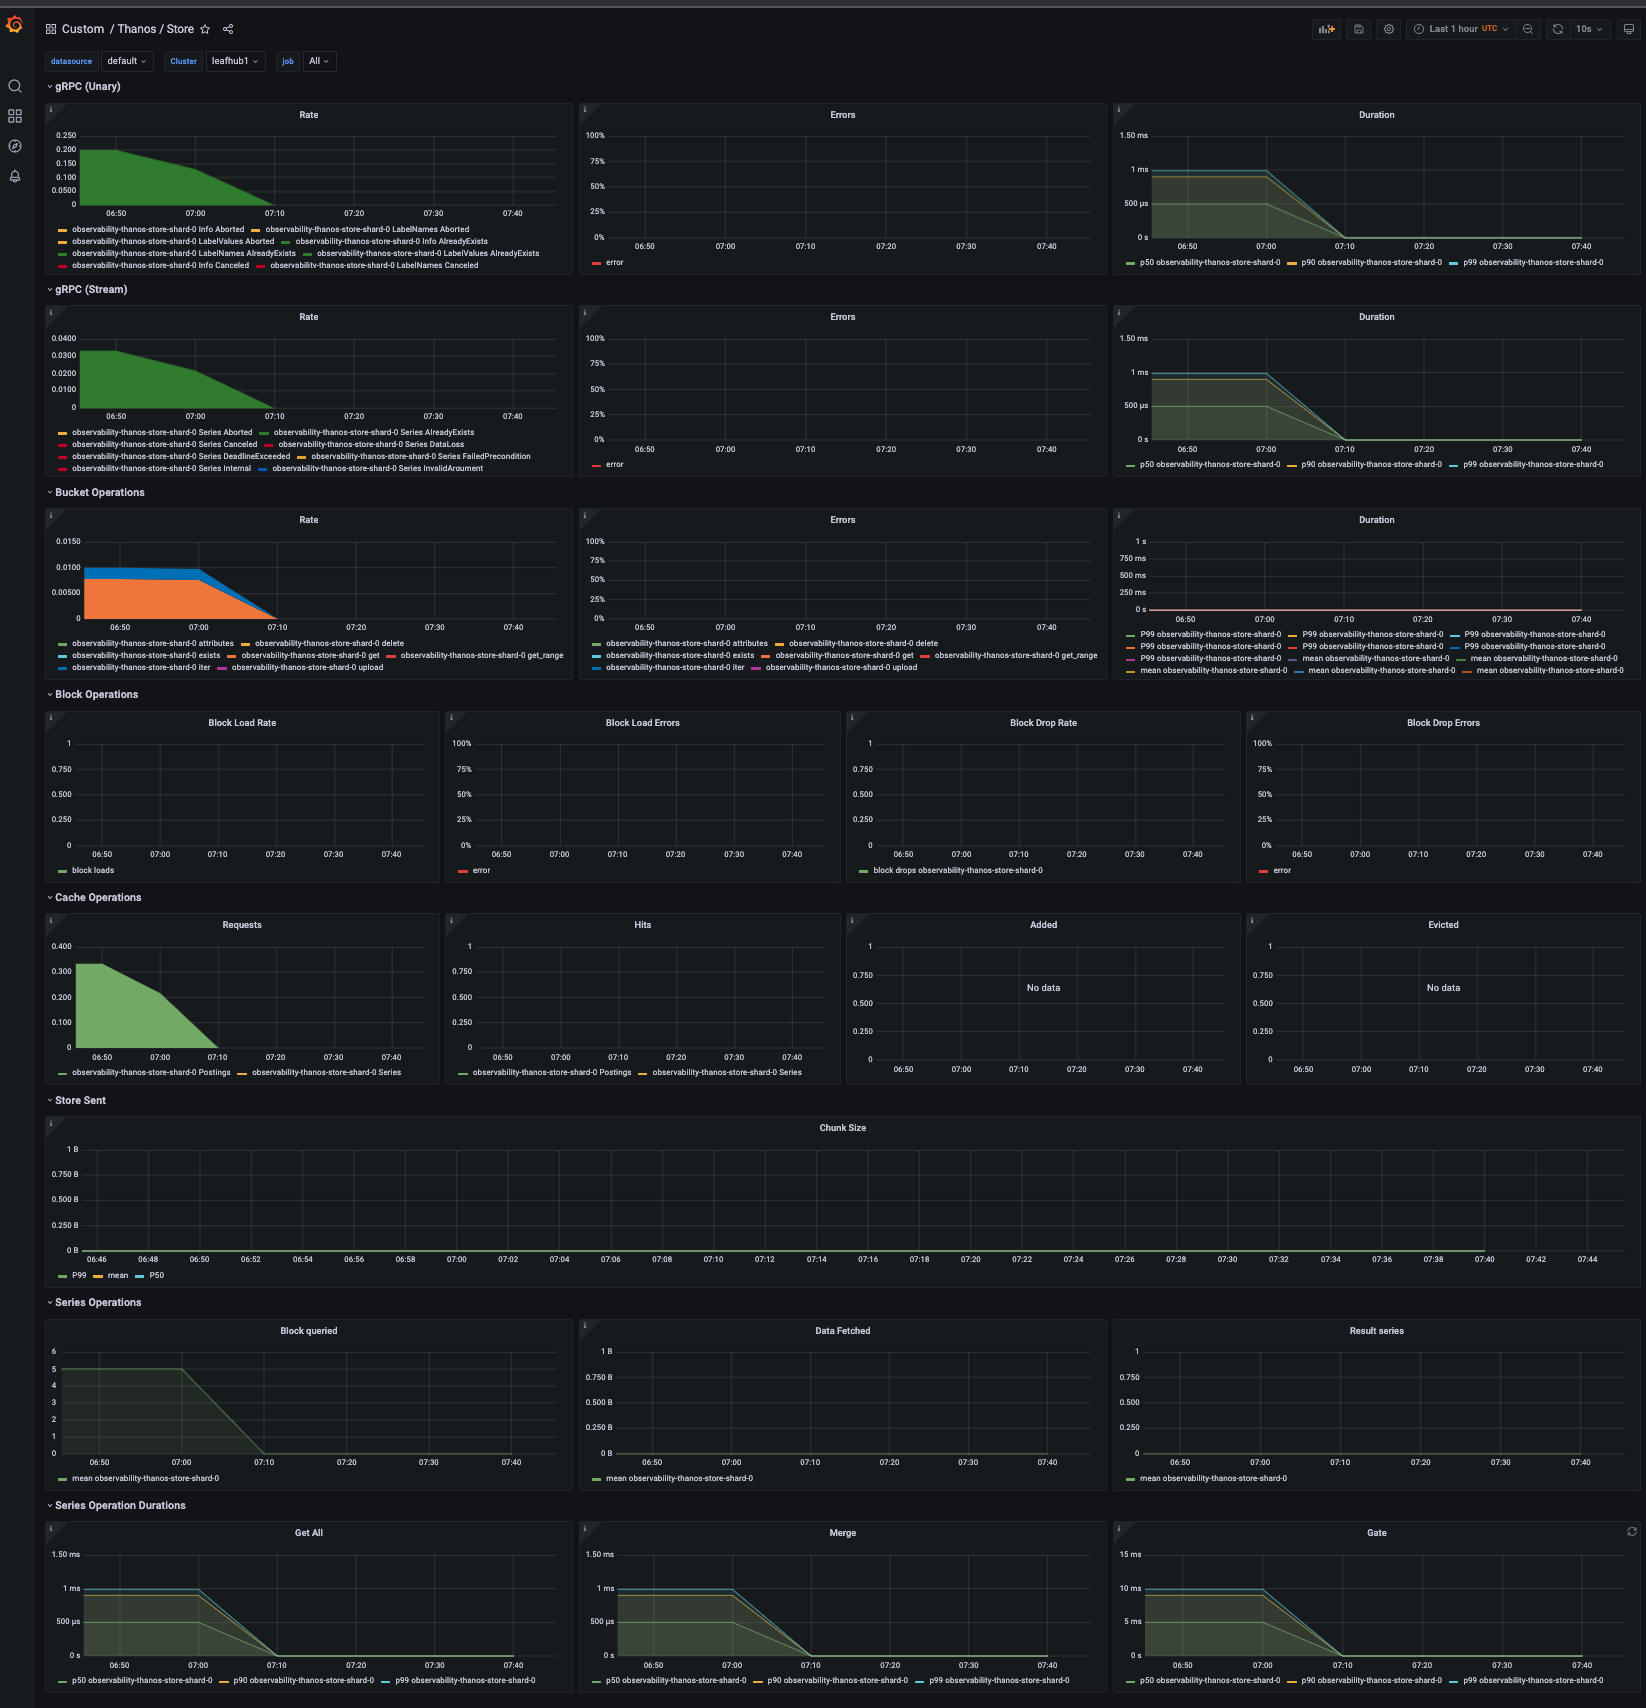 Custom / Thanos / Store
Last 1 hour UTC
10s
datasource default Cluster leafhub1 job All
gRPC (Unary)
Rate
0.250
0.200
0.150
0.100
0.0500
0
06:50 07:00 07:10 07:20 07:30 07:40
observability-thanos-store-shard-0 Info Aborted observability-thanos-store-shard-0 LabelNames Aborted
observability-thanos-store-shard-0 LabelValues Aborted observability-thanos-store-shard-0 Info AlreadyExists
observability-thanos-store-shard-0 LabelNames AlreadyExists observability-thanos-store-shard-0 LabelValues AlreadyExists
observability-thanos-store-shard-0 Info Canceled observability-thanos-store-shard-0 LabelNames Canceled
Errors
100%
75%
50%
25%
0%
06:50 07:00 07:10 07:20 07:30 07:40
error
Duration
1.50 ms
1 ms
500 µs
0 s
06:50 07:00 07:10 07:20 07:30 07:40
p50 observability-thanos-store-shard-0 p90 observability-thanos-store-shard-0 p99 observability-thanos-store-shard-0
gRPC (Stream)
Rate
0.0400
0.0300
0.0200
0.0100
0
06:50 07:00 07:10 07:20 07:30 07:40
observability-thanos-store-shard-0 Series Aborted observability-thanos-store-shard-0 Series AlreadyExists
observability-thanos-store-shard-0 Series Canceled observability-thanos-store-shard-0 Series DataLoss
observability-thanos-store-shard-0 Series DeadlineExceeded observability-thanos-store-shard-0 Series FailedPrecondition
observability-thanos-store-shard-0 Series Internal observability-thanos-store-shard-0 Series InvalidArgument
Errors
100%
75%
50%
25%
0%
06:50 07:00 07:10 07:20 07:30 07:40
error
Duration
1.50 ms
1 ms
500 µs
0 s
06:50 07:00 07:10 07:20 07:30 07:40
p50 observability-thanos-store-shard-0 p90 observability-thanos-store-shard-0 p99 observability-thanos-store-shard-0
Bucket Operations
Rate
0.0150
0.0100
0.00500
0
06:50 07:00 07:10 07:20 07:30 07:40
observability-thanos-store-shard-0 attributes observability-thanos-store-shard-0 delete
observability-thanos-store-shard-0 exists observability-thanos-store-shard-0 get observability-thanos-store-shard-0 get_range
observability-thanos-store-shard-0 iter observability-thanos-store-shard-0 upload
Errors
100%
75%
50%
25%
0%
06:50 07:00 07:10 07:20 07:30 07:40
observability-thanos-store-shard-0 attributes observability-thanos-store-shard-0 delete
observability-thanos-store-shard-0 exists observability-thanos-store-shard-0 get observability-thanos-store-shard-0 get_range
observability-thanos-store-shard-0 iter observability-thanos-store-shard-0 upload
Duration
1 s
750 ms
500 ms
250 ms
0 s
06:50 07:00 07:10 07:20 07:30 07:40
P99 observability-thanos-store-shard-0 P99 observability-thanos-store-shard-0 P99 observability-thanos-store-shard-0
P99 observability-thanos-store-shard-0 P99 observability-thanos-store-shard-0 P99 observability-thanos-store-shard-0
P99 observability-thanos-store-shard-0 mean observability-thanos-store-shard-0 mean observability-thanos-store-shard-0
mean observability-thanos-store-shard-0 mean observability-thanos-store-shard-0 mean observability-thanos-store-shard-0
Block Operations
Block Load Rate
1
0.750
0.500
0.250
0
06:50 07:00 07:10 07:20 07:30 07:40
block loads
Block Load Errors
100%
75%
50%
25%
0%
06:50 07:00 07:10 07:20 07:30 07:40
error
Block Drop Rate
1
0.750
0.500
0.250
0
06:50 07:00 07:10 07:20 07:30 07:40
block drops observability-thanos-store-shard-0
Block Drop Errors
100%
75%
50%
25%
0%
06:50 07:00 07:10 07:20 07:30 07:40
error
Cache Operations
Requests
0.400
0.300
0.200
0.100
0
06:50 07:00 07:10 07:20 07:30 07:40
observability-thanos-store-shard-0 Postings observability-thanos-store-shard-0 Series
Hits
1
0.750
0.500
0.250
0
06:50 07:00 07:10 07:20 07:30 07:40
observability-thanos-store-shard-0 Postings observability-thanos-store-shard-0 Series
Added
1
0.750
No data
0.500
0.250
0
06:50 07:00 07:10 07:20 07:30 07:40
Evicted
1
0.750
No data
0.500
0.250
0
06:50 07:00 07:10 07:20 07:30 07:40
Store Sent
Chunk Size
1 B
0.750 B
0.500 B
0.250 B
0 B
06:46 06:48 06:50 06:52 06:54 06:56 06:58 07:00 07:02 07:04 07:06 07:08 07:10 07:12 07:14 07:16 07:18 07:20 07:22 07:24 07:26 07:28 07:30 07:32 07:34 07:36 07:38 07:40 07:42 07:44
P99 mean P50
Series Operations
Block queried
6
5
4
3
2
1
0
06:50 07:00 07:10 07:20 07:30 07:40
mean observability-thanos-store-shard-0
Data Fetched
1 B
0.750 B
0.500 B
0.250 B
0 B
06:50 07:00 07:10 07:20 07:30 07:40
mean observability-thanos-store-shard-0
Result series
1
0.750
0.500
0.250
0
06:50 07:00 07:10 07:20 07:30 07:40
mean observability-thanos-store-shard-0
Series Operation Durations
Get All
1.50 ms
1 ms
500 µs
0 s
06:50 07:00 07:10 07:20 07:30 07:40
p50 observability-thanos-store-shard-0 p90 observability-thanos-store-shard-0 p99 observability-thanos-store-shard-0
Merge
1.50 ms
1 ms
500 µs
0 s
06:50 07:00 07:10 07:20 07:30 07:40
p50 observability-thanos-store-shard-0 p90 observability-thanos-store-shard-0 p99 observability-thanos-store-shard-0
Gate
15 ms
10 ms
5 ms
0 s
06:50 07:00 07:10 07:20 07:30 07:40
p50 observability-thanos-store-shard-0 p90 observability-thanos-store-shard-0 p99 observability-thanos-store-shard-0